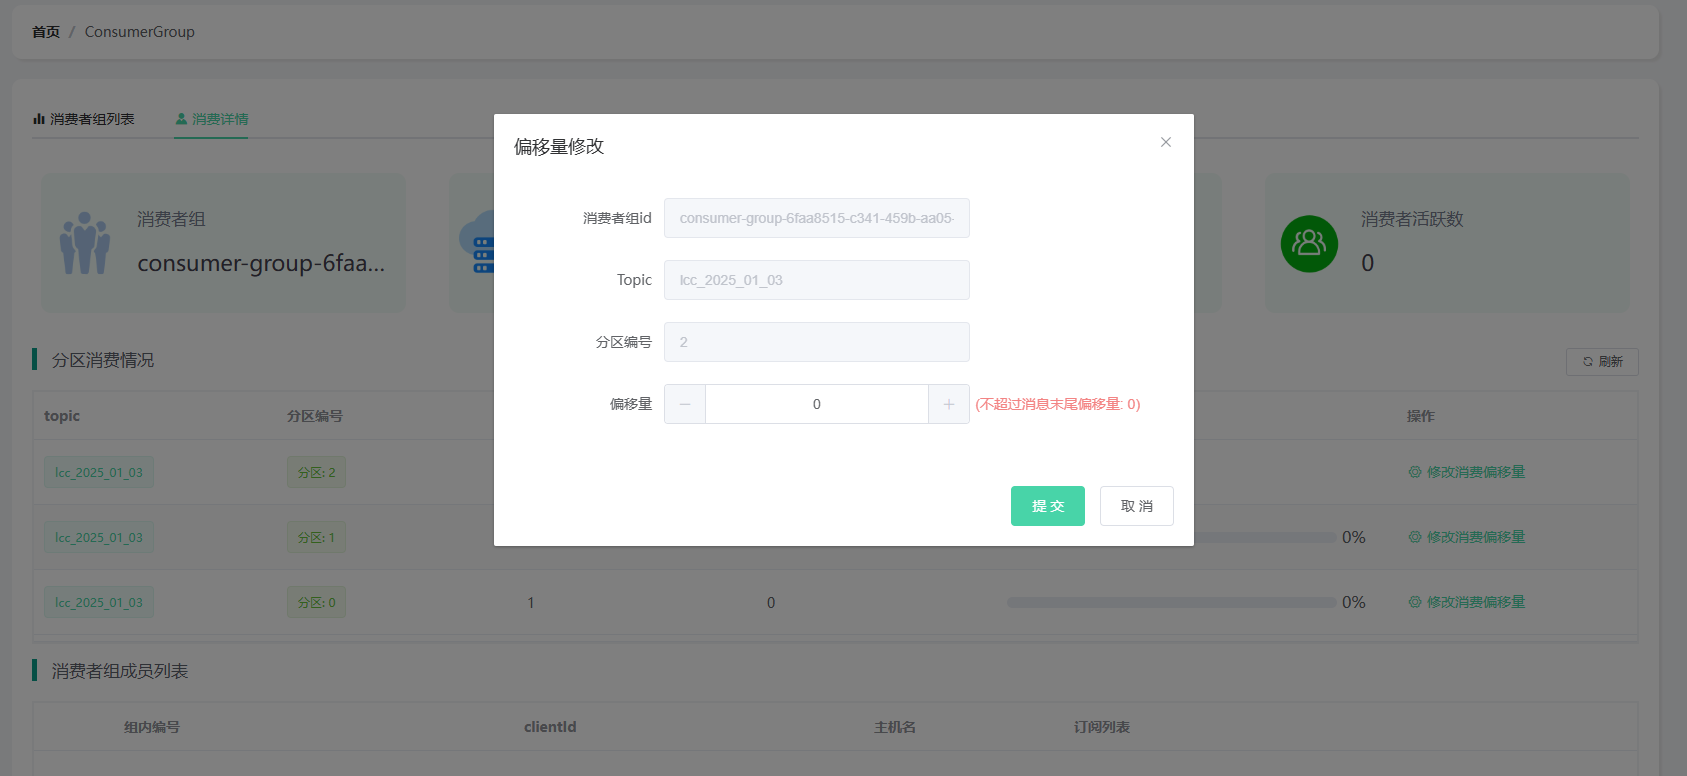 首页 / ConsumerGroup
消费者组列表 消费详情
消费者组
consumer-group-6faa...
消费者活跃数
0
偏移量修改
消费者组id consumer-group-6faa8515-c341-459b-aa05-
Topic lcc_2025_01_03
分区编号 2
偏移量 0 (不超过消息末尾偏移量: 0)
提 交 取 消
分区消费情况 刷新
topic 分区编号 操作
lcc_2025_01_03 分区: 2 修改消费偏移量
lcc_2025_01_03 分区: 1 0% 修改消费偏移量
lcc_2025_01_03 分区: 0 1 0 0% 修改消费偏移量
消费者组成员列表
组内编号 clientId 主机名 订阅列表